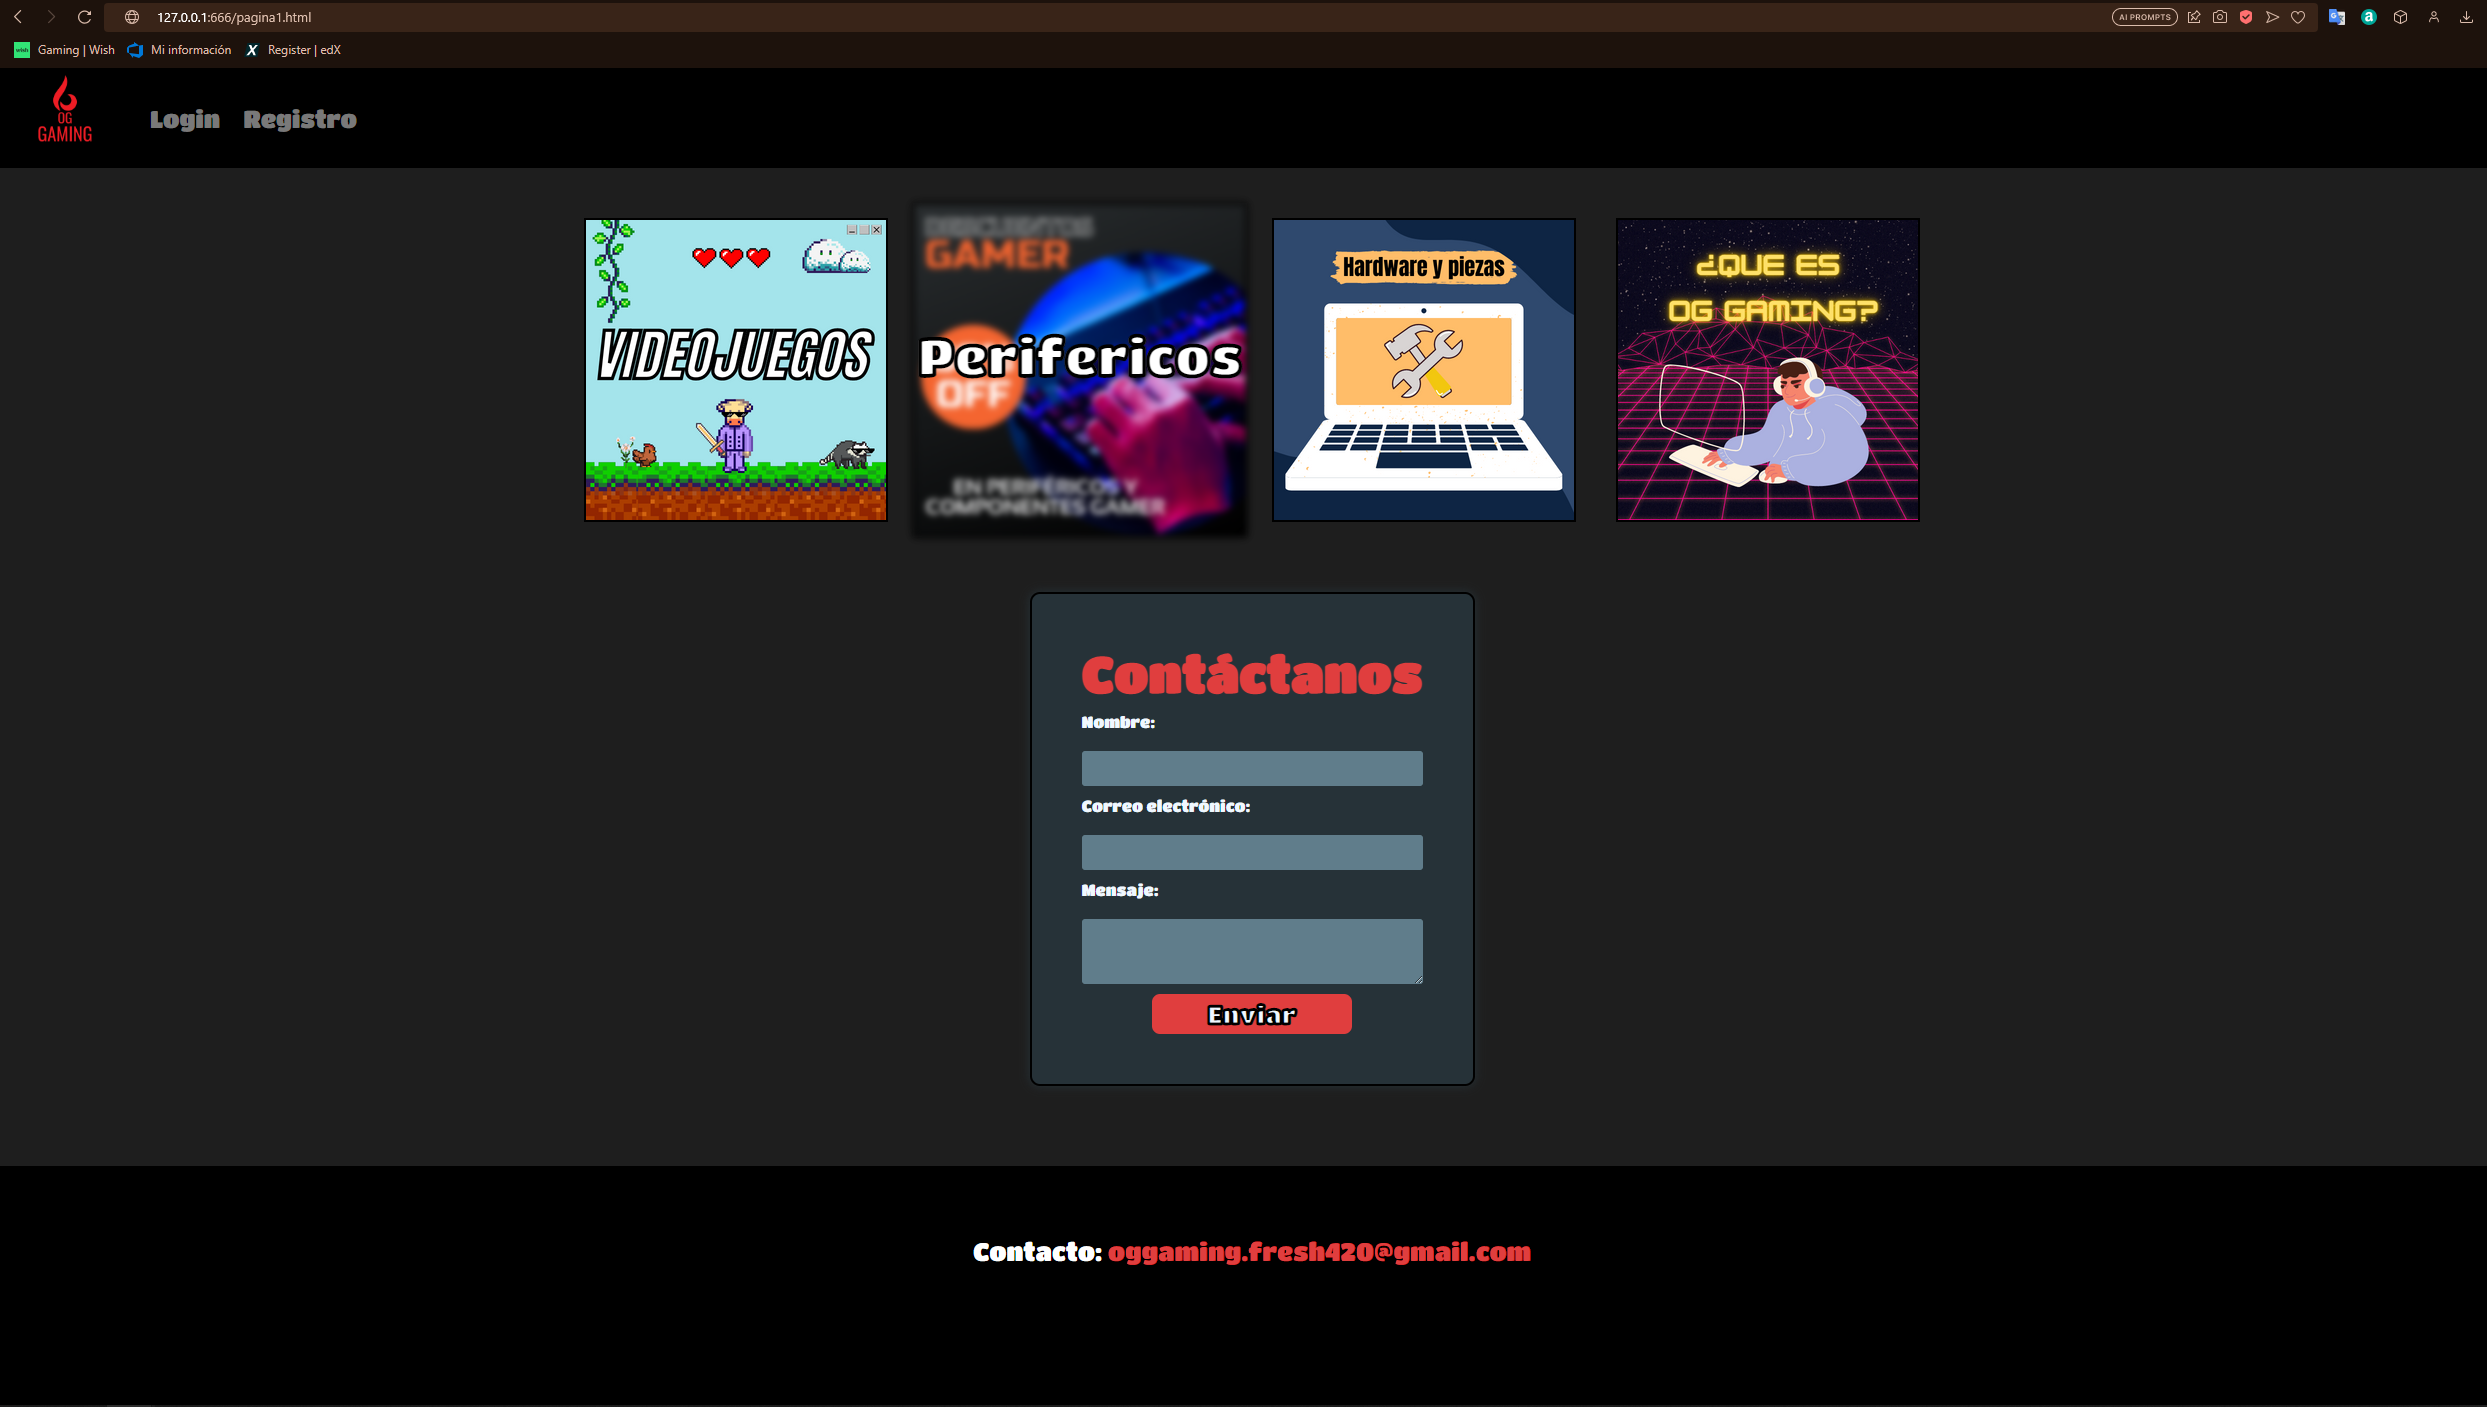 127.0.0.1:666/pagina1.html
AI PROMPTS
wish Gaming | Wish
Mi información
X Register | edX
OG
GAMING
Login
Registro
VIDEOJUEGOS
DESCUENTOS
GAMER
Perifericos
OFF
EN PERIFÉRICOS Y
COMPONENTES GAMER
Hardware y piezas
¿QUE ES
OG GAMING?
Contáctanos
Nombre:
Correo electrónico:
Mensaje:
Enviar
Contacto: oggaming.fresh420@gmail.com